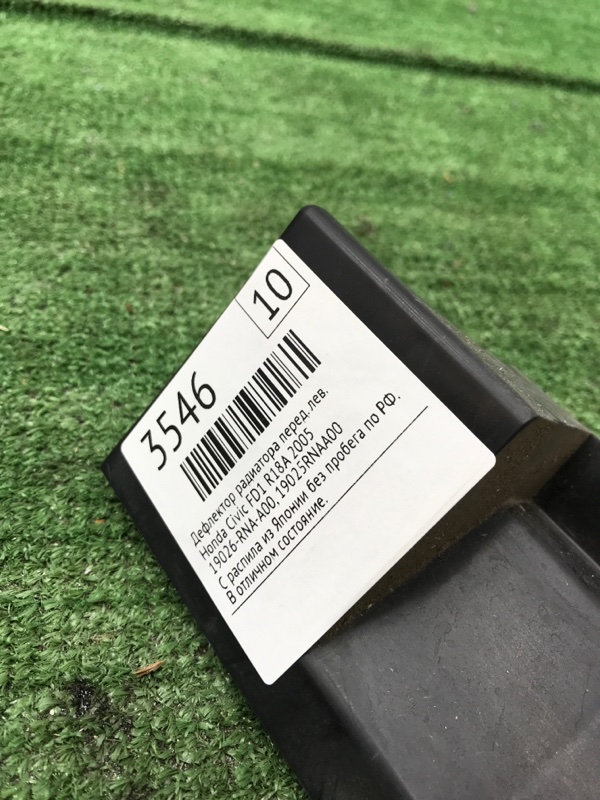 10
3546
Дефлектор радиатора перед. лев.
Honda Civic FD1 R18A 2005
19026-RNA-A00, 19025RNAA00
С распила из Японии без пробега по РФ.
В отличном состояние.